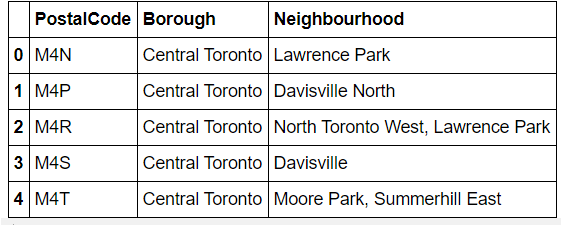 PostalCode Borough Neighbourhood
0 M4N Central Toronto Lawrence Park
1 M4P Central Toronto Davisville North
2 M4R Central Toronto North Toronto West, Lawrence Park
3 M4S Central Toronto Davisville
4 M4T Central Toronto Moore Park, Summerhill East